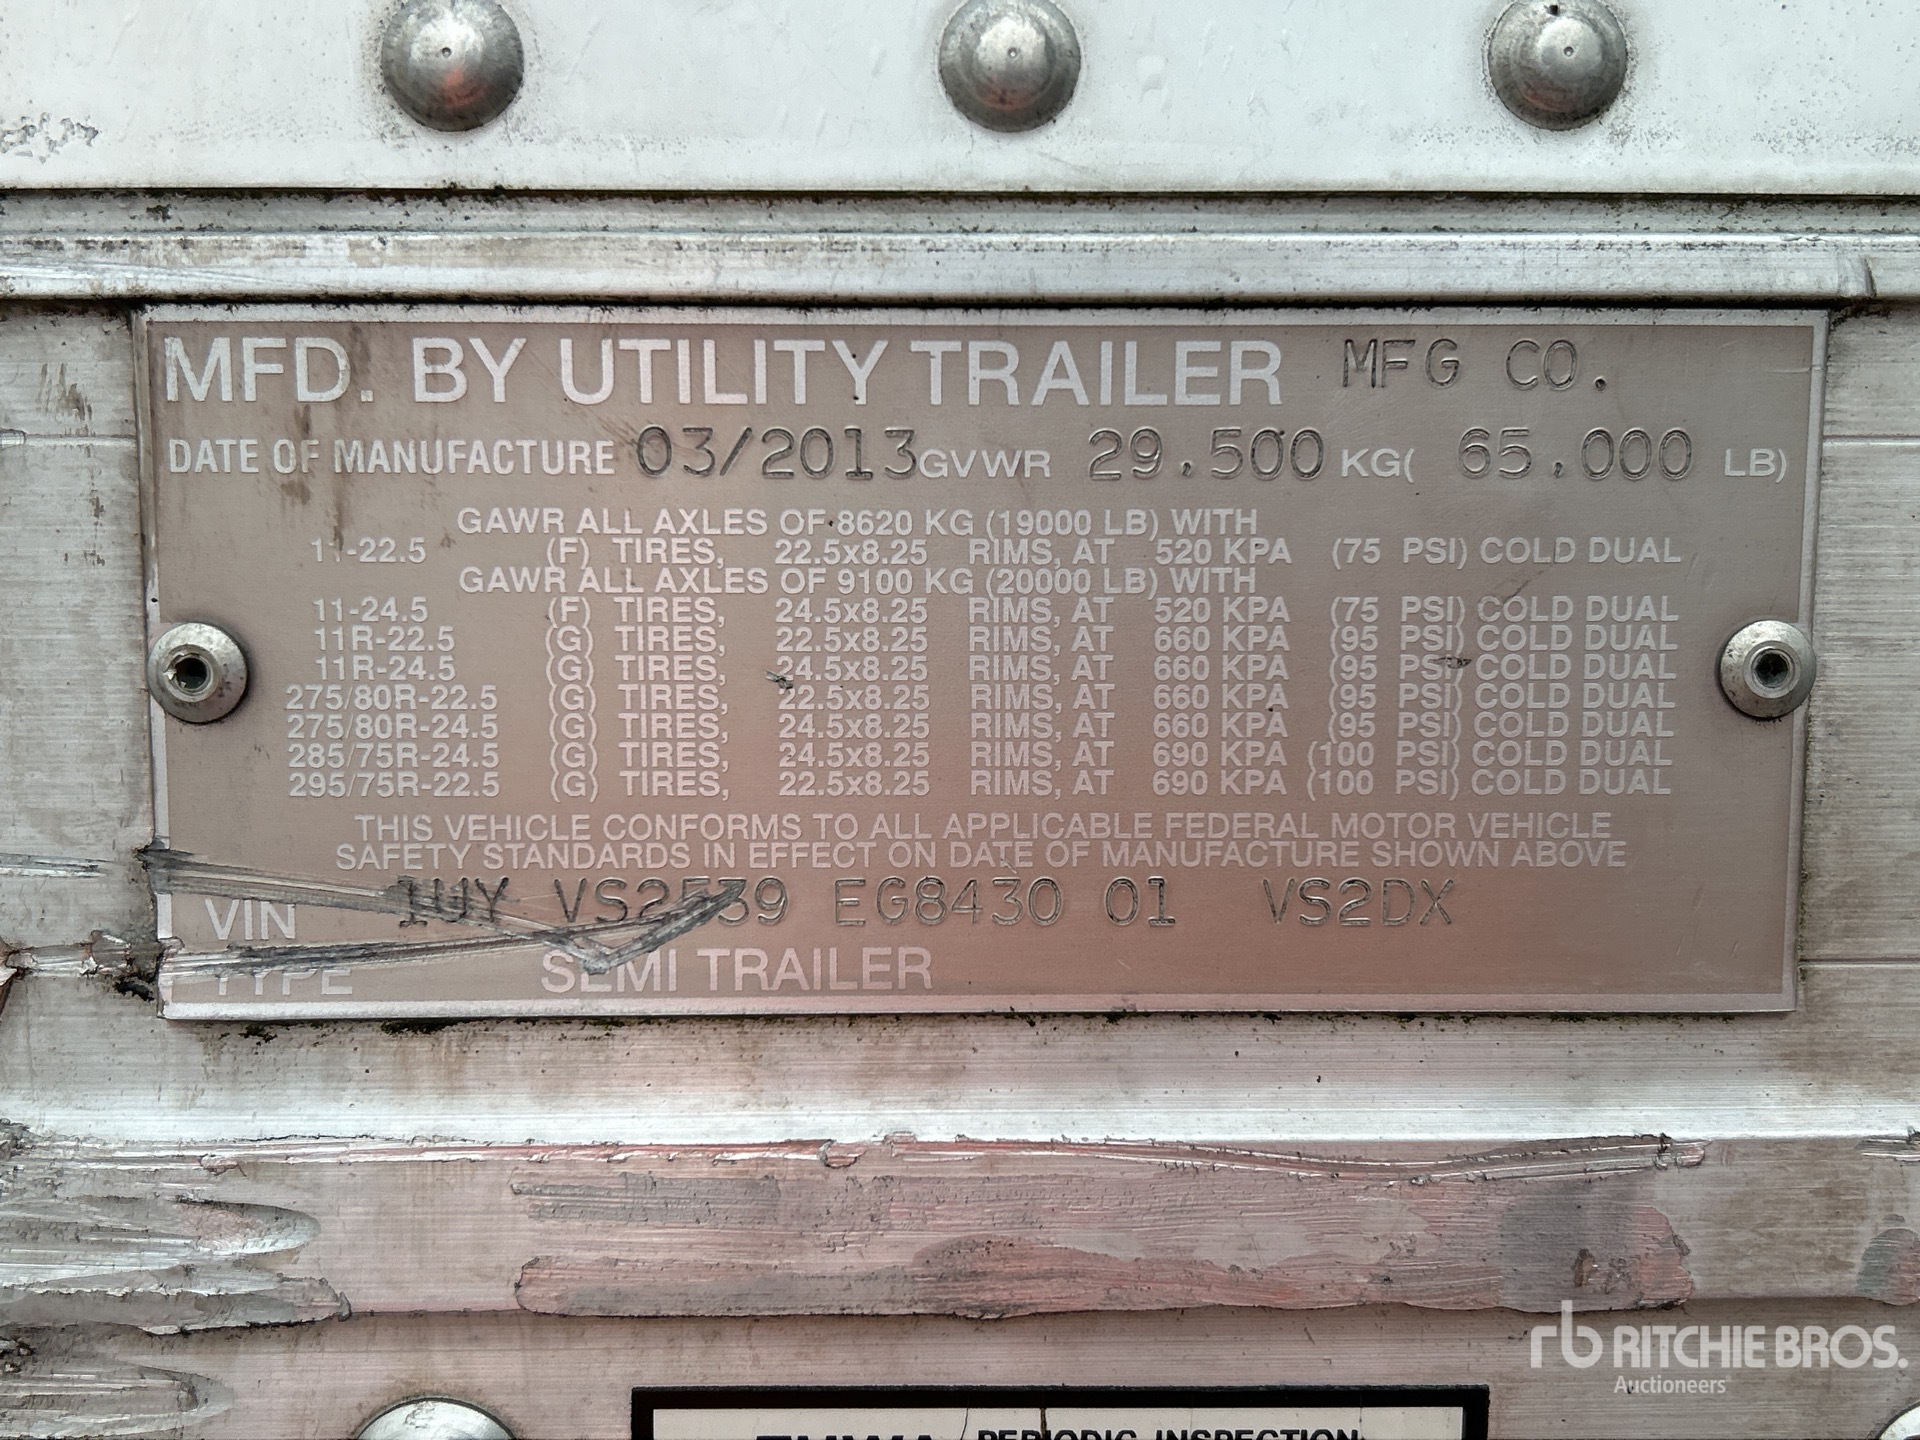 MFD. BY UTILITY TRAILER MFG CO.
DATE OF MANUFACTURE 03/2013 GVWR 29,500 KG( 65,000 LB)
GAWR ALL AXLES OF 8620 KG (19000 LB) WITH
11-22.5 (F) TIRES, 22.5x8.25 RIMS, AT 520 KPA (75 PSI) COLD DUAL
GAWR ALL AXLES OF 9100 KG (20000 LB) WITH
11-24.5 (F) TIRES, 24.5x8.25 RIMS, AT 520 KPA (75 PSI) COLD DUAL
11R-22.5 (G) TIRES, 22.5x8.25 RIMS, AT 660 KPA (95 PSI) COLD DUAL
11R-24.5 (G) TIRES, 24.5x8.25 RIMS, AT 660 KPA (95 PSI) COLD DUAL
275/80R-22.5 (G) TIRES, 22.5x8.25 RIMS, AT 660 KPA (95 PSI) COLD DUAL
275/80R-24.5 (G) TIRES, 24.5x8.25 RIMS, AT 660 KPA (95 PSI) COLD DUAL
285/75R-24.5 (G) TIRES, 24.5x8.25 RIMS, AT 690 KPA (100 PSI) COLD DUAL
295/75R-22.5 (G) TIRES, 22.5x8.25 RIMS, AT 690 KPA (100 PSI) COLD DUAL
THIS VEHICLE CONFORMS TO ALL APPLICABLE FEDERAL MOTOR VEHICLE
SAFETY STANDARDS IN EFFECT ON DATE OF MANUFACTURE SHOWN ABOVE
VIN 1UY VS2539 EG8430 01 VS2DX
TYPE SEMI TRAILER
rb RITCHIE BROS.
Auctioneers
PERIODIC INSPECTION